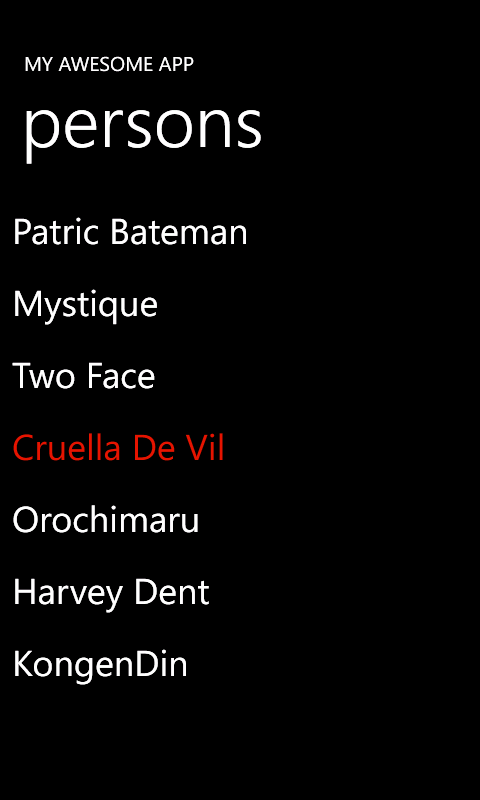 MY AWESOME APP
persons
Patric Bateman
Mystique
Two Face
Cruella De Vil
Orochimaru
Harvey Dent
KongenDin